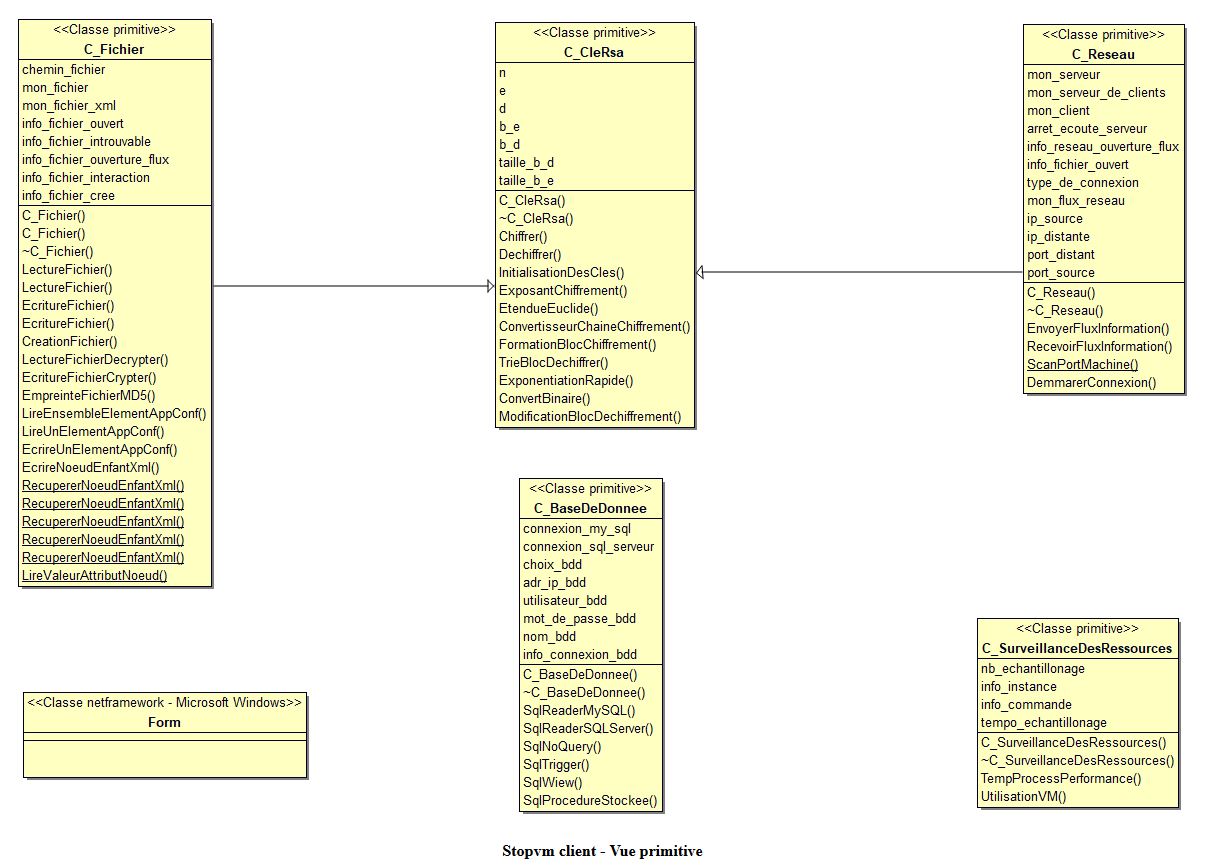 <<Classe primitive>>
C_Fichier
chemin_fichier
mon_fichier
mon_fichier_xml
info_fichier_ouvert
info_fichier_introuvable
info_fichier_ouverture_flux
info_fichier_interaction
info_fichier_cree
C_Fichier()
C_Fichier()
~C_Fichier()
LectureFichier()
LectureFichier()
EcritureFichier()
EcritureFichier()
CreationFichier()
LectureFichierDecrypter()
EcritureFichierCrypter()
EmpreinteFichierMD5()
LireEnsembleElementAppConf()
LireUnElementAppConf()
EcrireUnElementAppConf()
EcrireNoeudEnfantXml()
RecupererNoeudEnfantXml()
RecupererNoeudEnfantXml()
RecupererNoeudEnfantXml()
RecupererNoeudEnfantXml()
RecupererNoeudEnfantXml()
LireValeurAttributNoeud()
<<Classe primitive>>
C_CleRsa
n
e
d
b_e
b_d
taille_b_d
taille_b_e
C_CleRsa()
~C_CleRsa()
Chiffrer()
Dechiffrer()
InitialisationDesCles()
ExposantChiffrement()
EtendueEuclide()
ConvertisseurChaineChiffrement()
FormationBlocChiffrement()
TrieBlocDechiffrer()
ExponentiationRapide()
ConvertBinaire()
ModificationBlocDechiffrement()
<<Classe primitive>>
C_Reseau
mon_serveur
mon_serveur_de_clients
mon_client
arret_ecoute_serveur
info_reseau_ouverture_flux
info_fichier_ouvert
type_de_connexion
mon_flux_reseau
ip_source
ip_distante
port_distant
port_source
C_Reseau()
~C_Reseau()
EnvoyerFluxInformation()
RecevoirFluxInformation()
ScanPortMachine()
DemmarerConnexion()
<<Classe primitive>>
C_BaseDeDonnee
connexion_my_sql
connexion_sql_serveur
choix_bdd
adr_ip_bdd
utilisateur_bdd
mot_de_passe_bdd
nom_bdd
info_connexion_bdd
C_BaseDeDonnee()
~C_BaseDeDonnee()
SqlReaderMySQL()
SqlReaderSQLServer()
SqlNoQuery()
SqlTrigger()
SqlWiew()
SqlProcedureStockee()
<<Classe primitive>>
C_SurveillanceDesRessources
nb_echantillonage
info_instance
info_commande
tempo_echantillonage
C_SurveillanceDesRessources()
~C_SurveillanceDesRessources()
TempProcessPerformance()
UtilisationVM()
<<Classe netframework - Microsoft Windows>>
Form
Stopvm client - Vue primitive